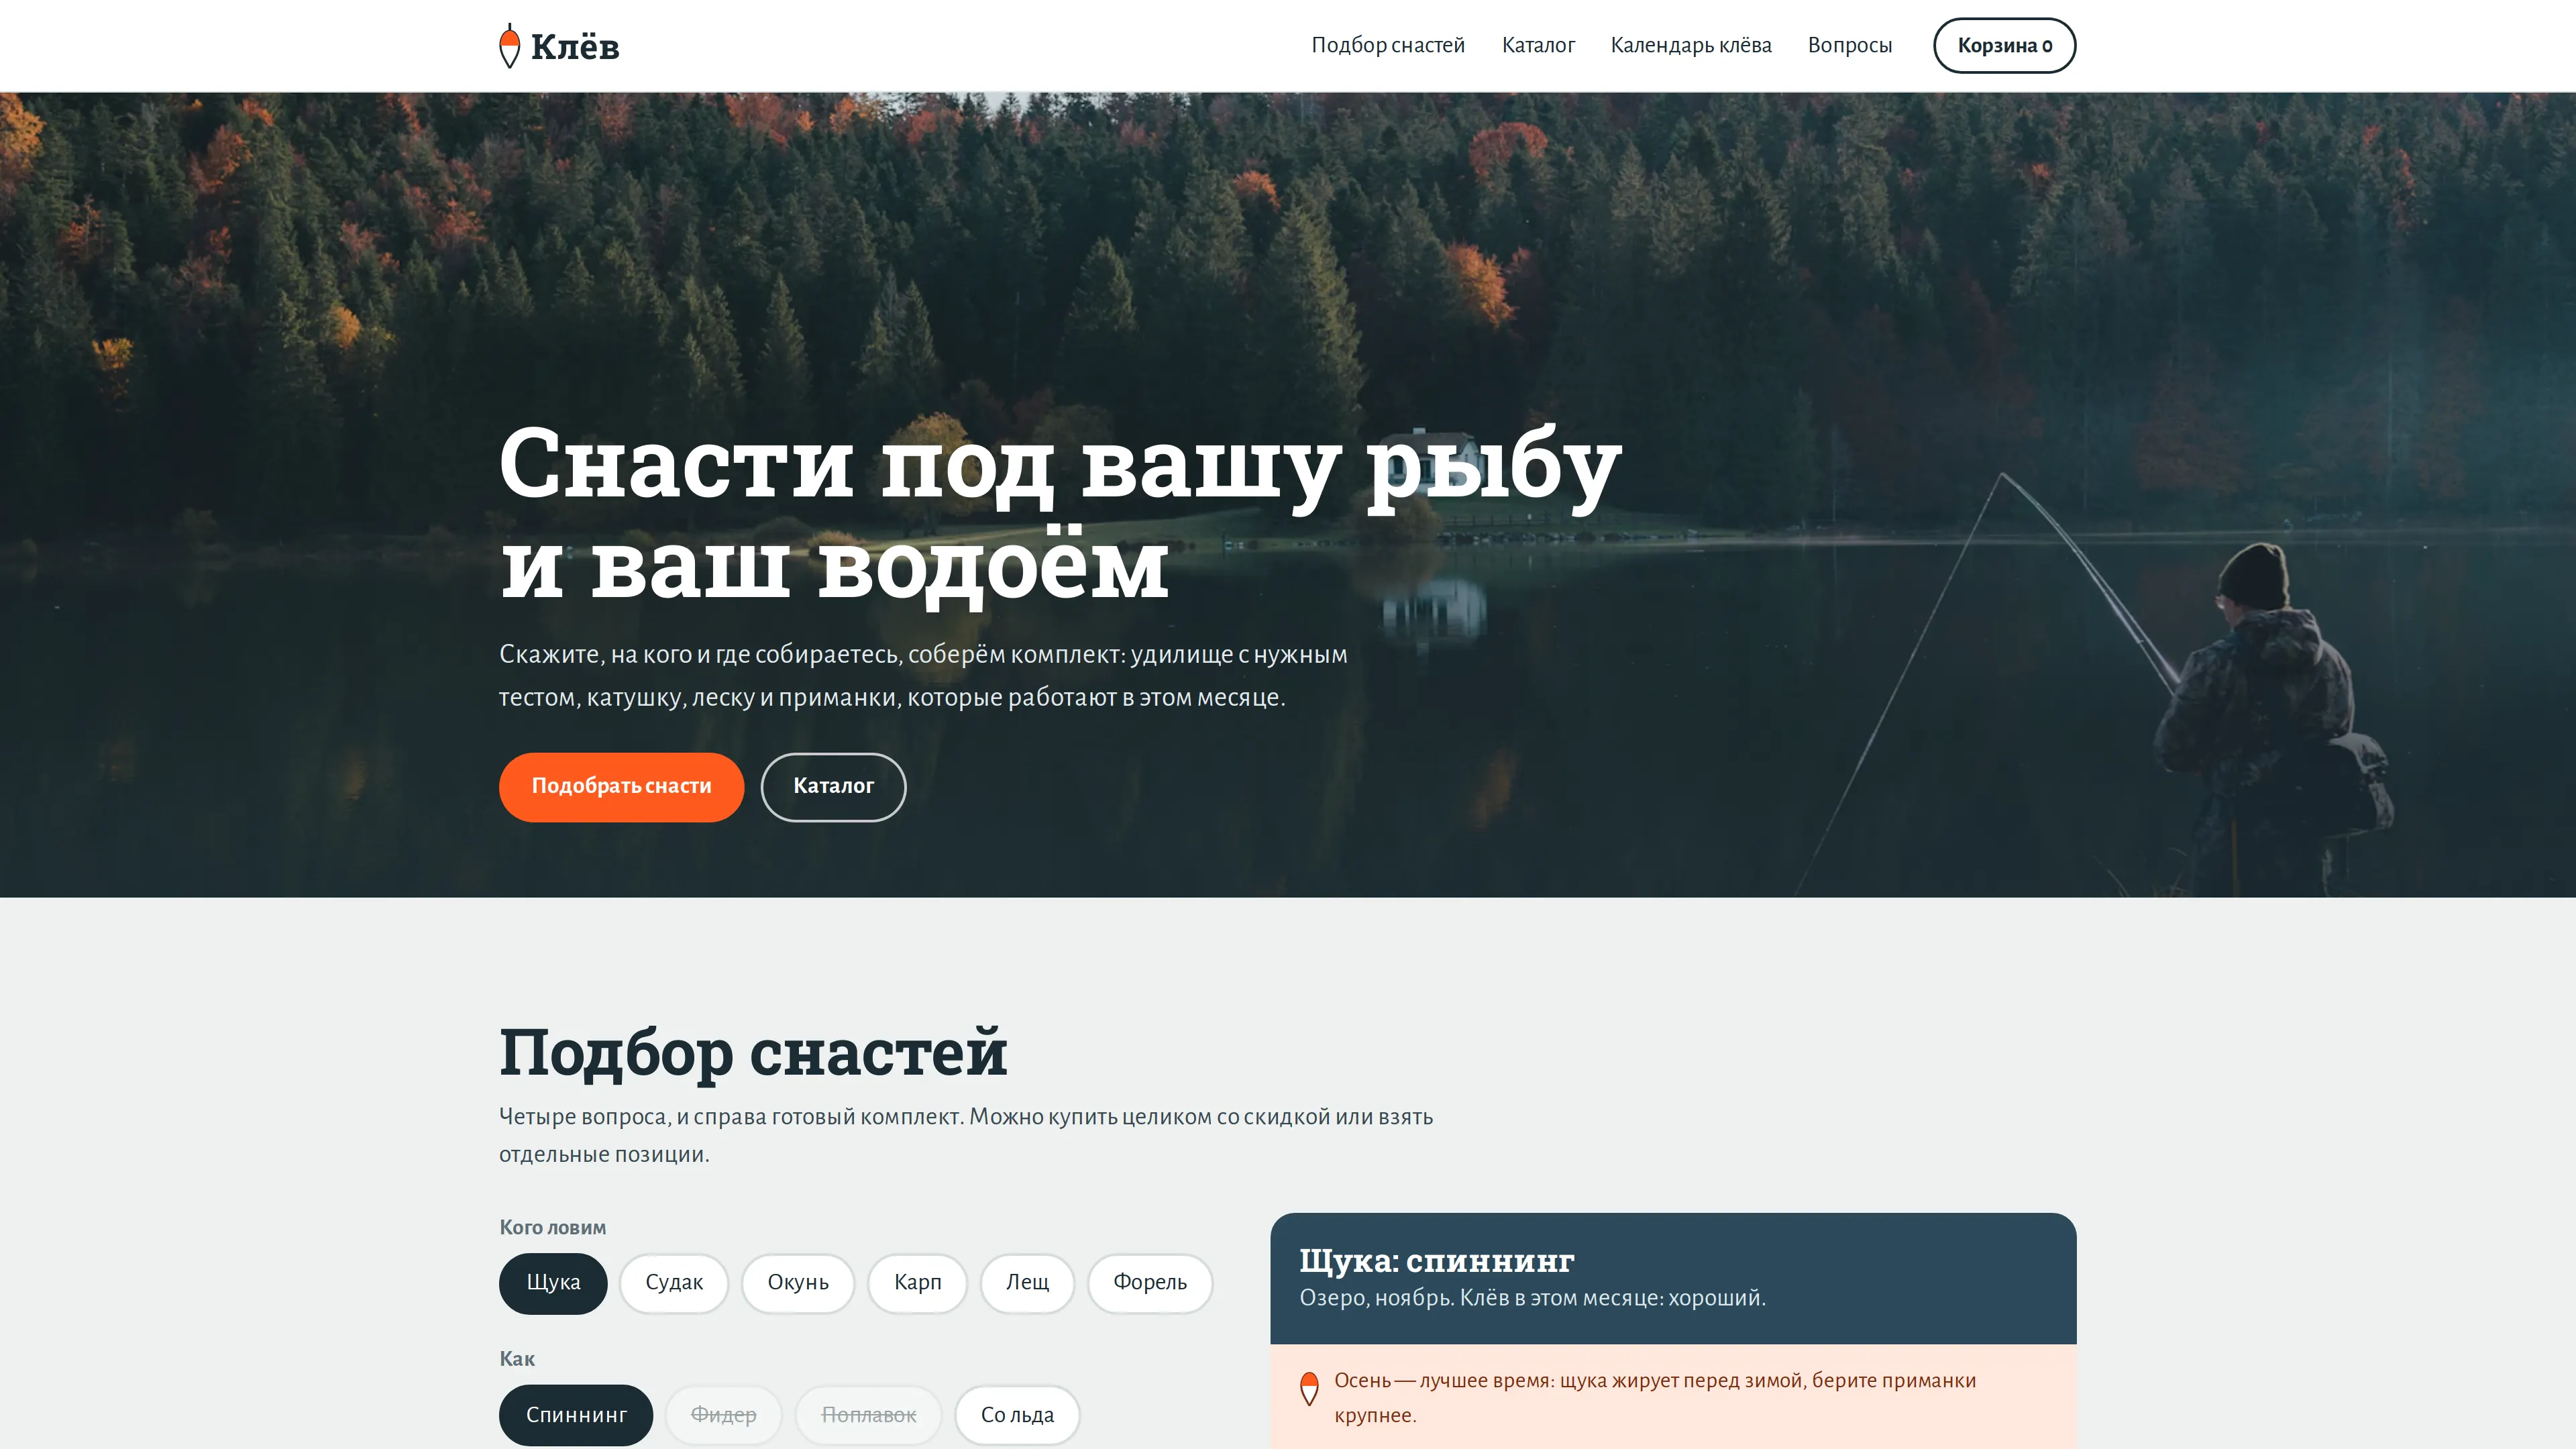 Клёв
Подбор снастей
Каталог
Календарь клёва
Вопросы
Корзина 0
Снасти под вашу рыбу
и ваш водоём
Скажите, на кого и где собираетесь, соберём комплект: удилище с нужным
тестом, катушку, леску и приманки, которые работают в этом месяце.
Подобрать снасти
Каталог
Подбор снастей
Четыре вопроса, и справа готовый комплект. Можно купить целиком со скидкой или взять
отдельные позиции.
Кого ловим
Щука
Судак
Окунь
Карп
Лещ
Форель
Как
Спиннинг
Фидер
Поплавок
Со льда
Щука: спиннинг
Озеро, ноябрь. Клёв в этом месяце: хороший.
Осень — лучшее время: щука жирует перед зимой, берите приманки
крупнее.